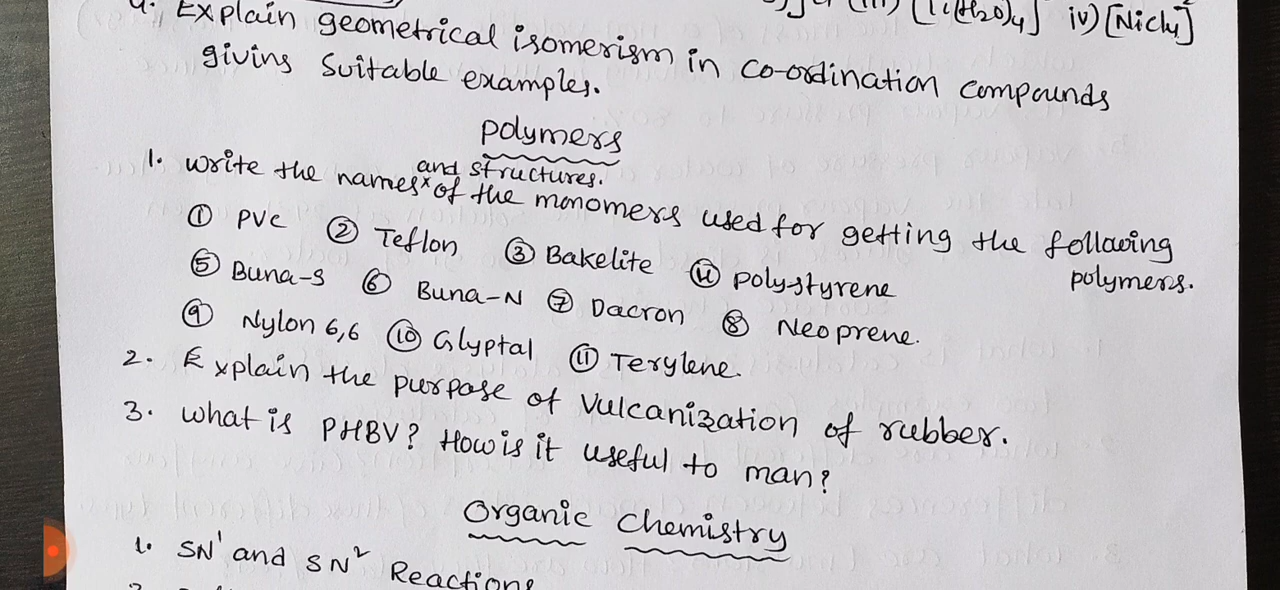 4. Explain geometrical isomerism in co-ordination compounds
(iii) iv) [Nicl4]2
giving suitable examples.
Polymers
1. Write the names x of the monomers used for getting the following
and structures.
polymers.
① PVC ② Teflon ③ Bakelite ④ polystyrene
⑤ Buna-S ⑥ Buna-N ⑦ Dacron ⑧ Neoprene.
⑨ Nylon 6,6 ⑩ Glyptal ⑪ Terylene.
2. Explain the purpose of Vulcanization of rubber.
3. what is PHBV? How is it useful to man?
Organic Chemistry
1. SN1 and SN2 Reactions